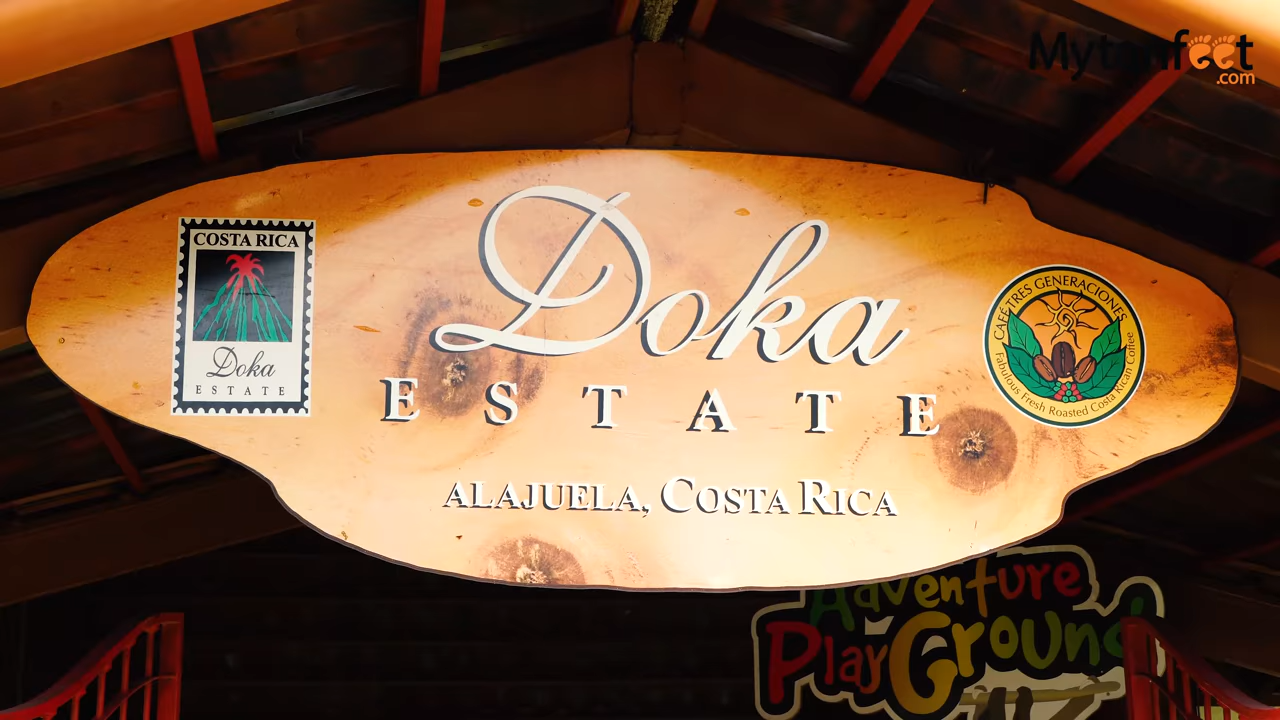 Mytanfeet
.com
COSTA RICA
Doka
ESTATE
Doka
ESTATE
ALAJUELA, COSTA RICA
CAFÉ TRES GENERACIONES
Fabulous Fresh Roasted Costa Rican Coffee
Adventure
PlayGround